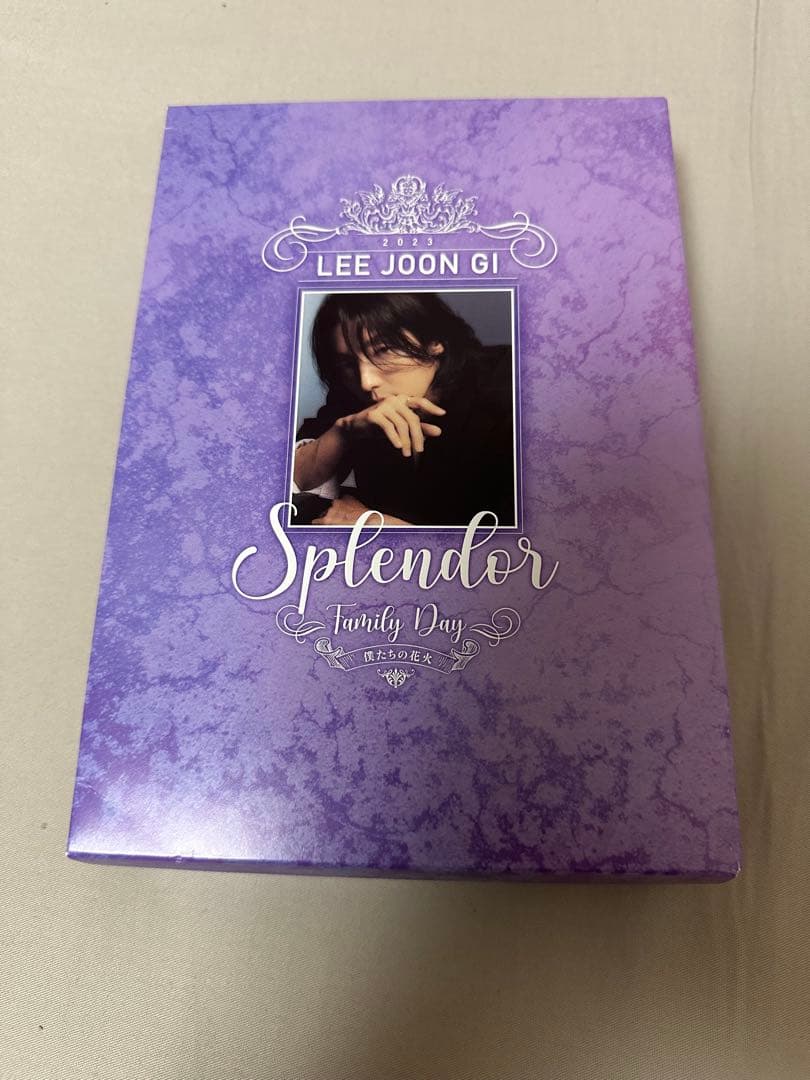 2023
LEE JOON GI
Splendor
Family Day
僕たちの花火